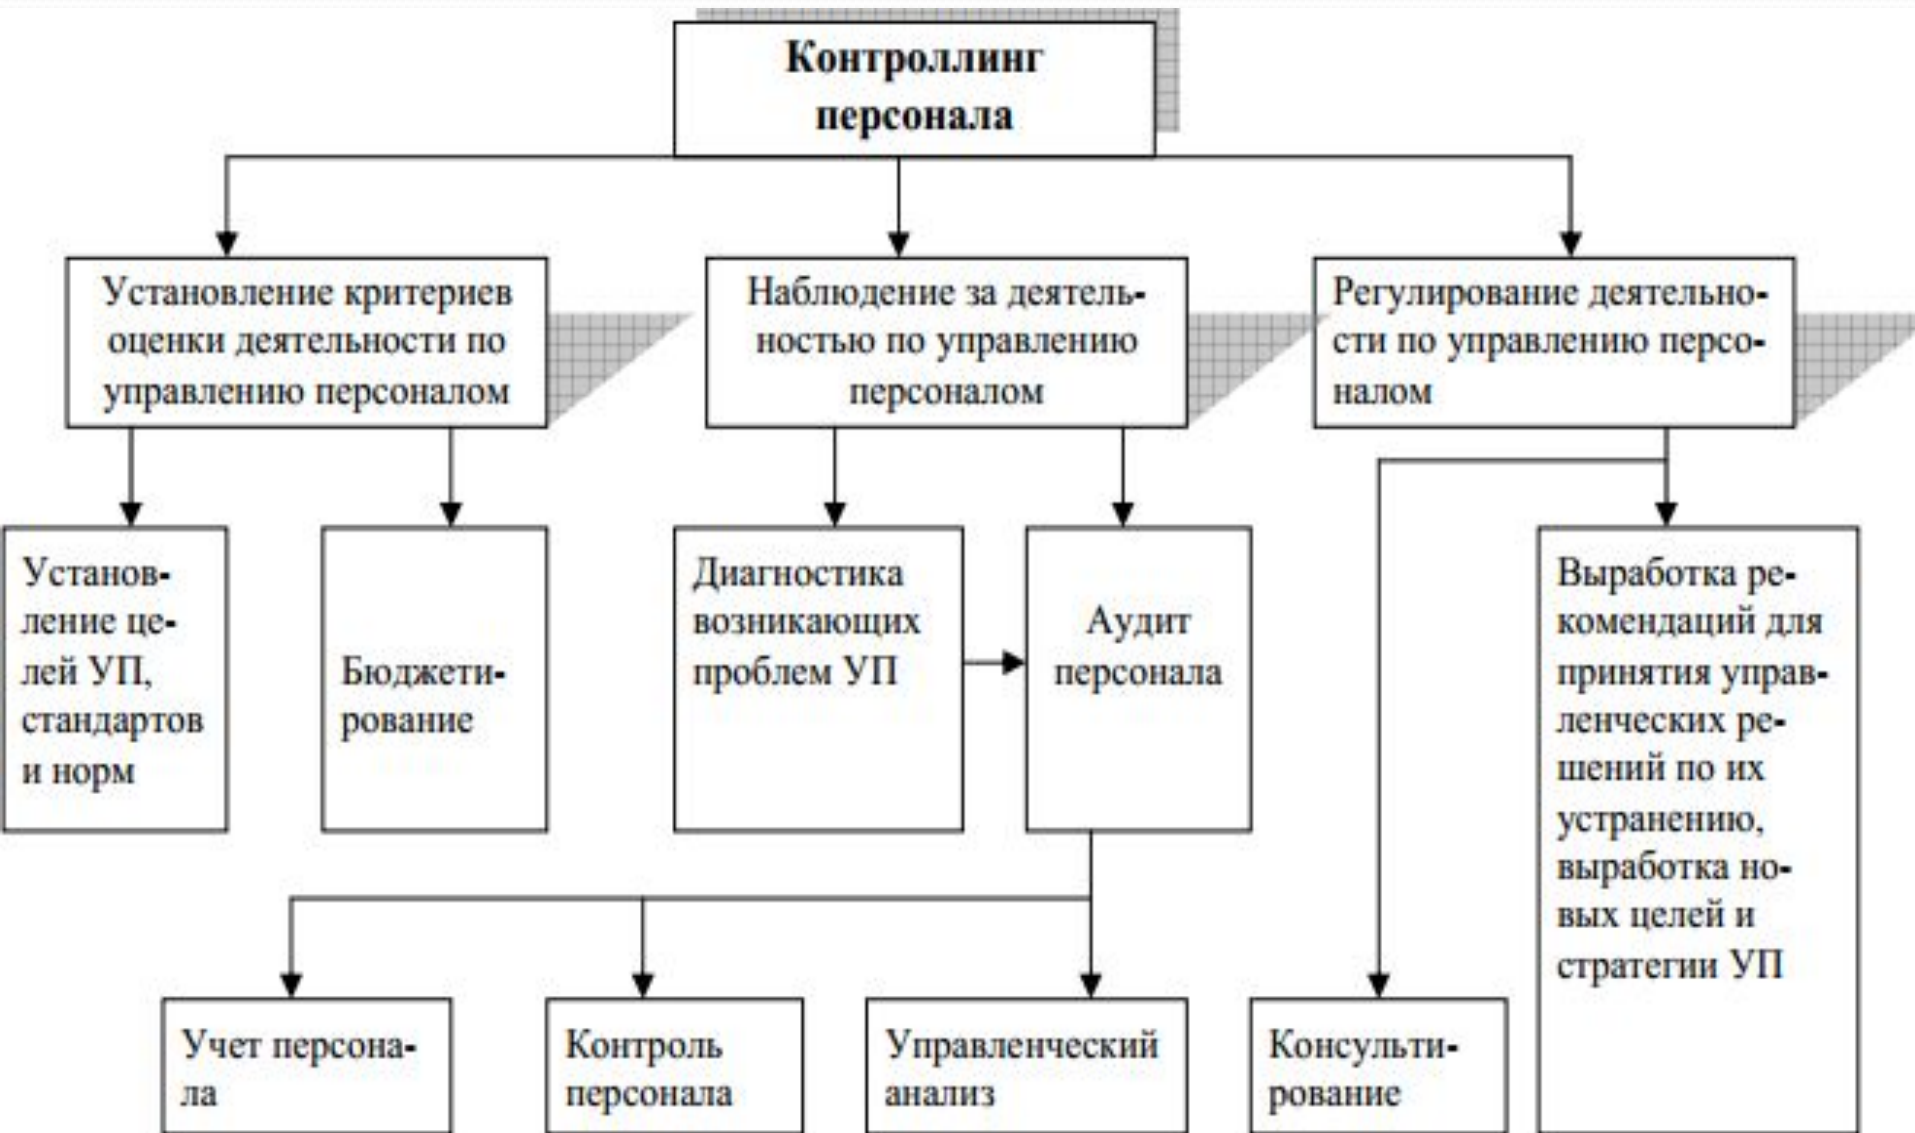 Контроллинг
персонала
Установление критериев
оценки деятельности по
управлению персоналом
Наблюдение за деятель-
ностью по управлению
персоналом
Регулирование деятельно-
сти по управлению персо-
налом
Установ-
ление це-
лей УП,
стандартов
и норм
Бюджети-
рование
Диагностика
возникающих
проблем УП
Аудит
персонала
Выработка ре-
комендаций для
принятия управ-
ленческих ре-
шений по их
устранению,
выработка но-
вых целей и
стратегии УП
Учет персона-
ла
Контроль
персонала
Управленческий
анализ
Консульти-
рование